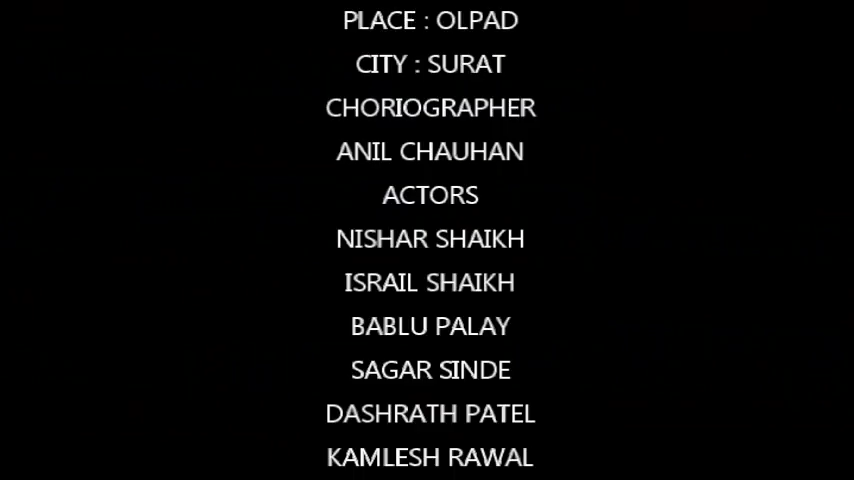 PLACE : OLPAD
CITY : SURAT
CHORIOGRAPHER
ANIL CHAUHAN
ACTORS
NISHAR SHAIKH
ISRAIL SHAIKH
BABLU PALAY
SAGAR SINDE
DASHRATH PATEL
KAMLESH RAWAL